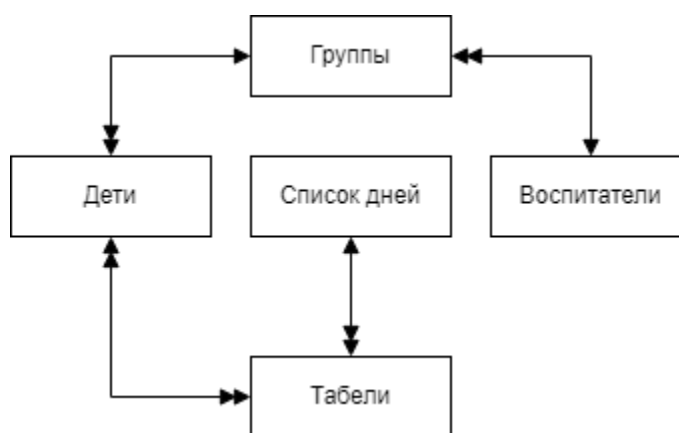 Группы
Дети
Список дней
Воспитатели
Табели